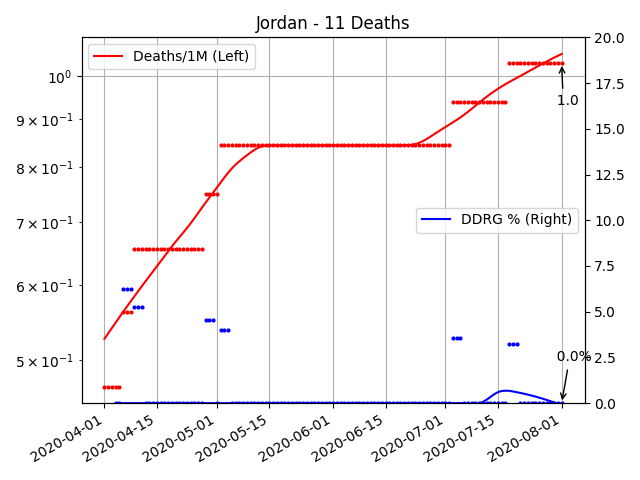 Jordan - 11 Deaths
Deaths/1M (Left)
DDRG % (Right)
10⁰
9 × 10⁻¹
8 × 10⁻¹
7 × 10⁻¹
6 × 10⁻¹
5 × 10⁻¹
20.0
17.5
15.0
12.5
10.0
7.5
5.0
2.5
0.0
1.0
0.0%
2020-04-01
2020-04-15
2020-05-01
2020-05-15
2020-06-01
2020-06-15
2020-07-01
2020-07-15
2020-08-01